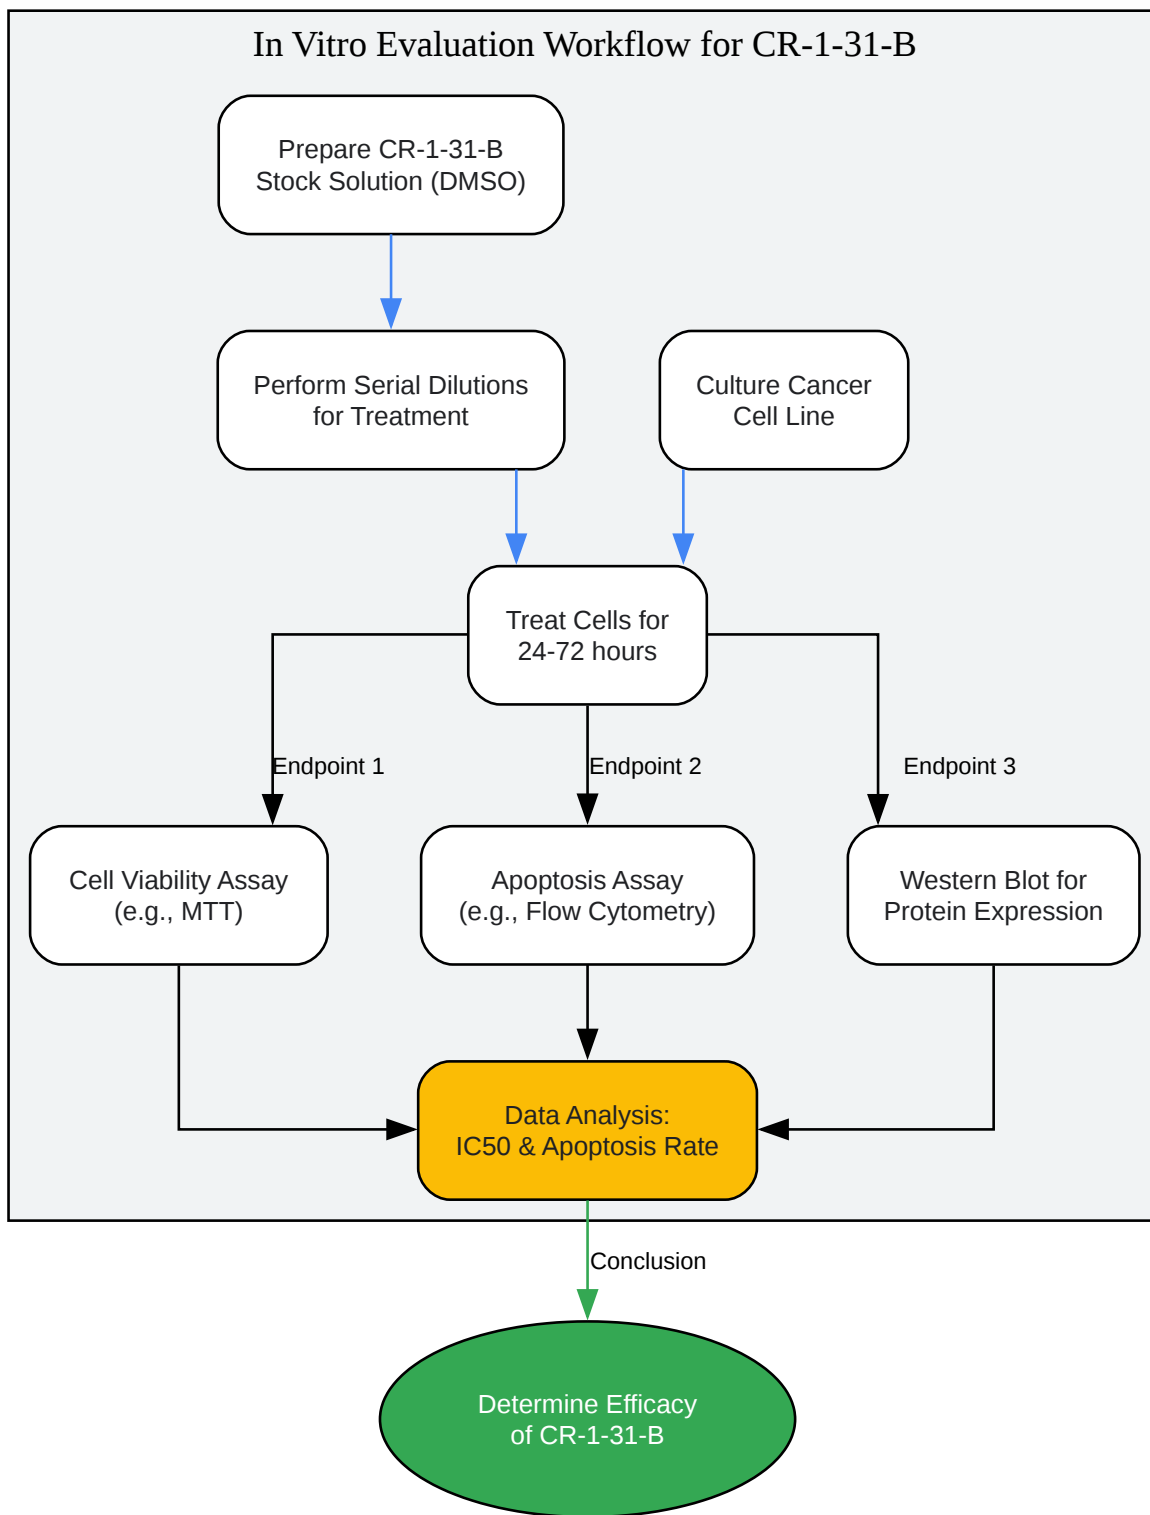 In Vitro Evaluation Workflow for CR-1-31-B
Prepare CR-1-31-B
Stock Solution (DMSO)
Perform Serial Dilutions
for Treatment
Culture Cancer
Cell Line
Treat Cells for
24-72 hours
Endpoint 1
Endpoint 2
Endpoint 3
Cell Viability Assay
(e.g., MTT)
Apoptosis Assay
(e.g., Flow Cytometry)
Western Blot for
Protein Expression
Data Analysis:
IC50 & Apoptosis Rate
Conclusion
Determine Efficacy
of CR-1-31-B